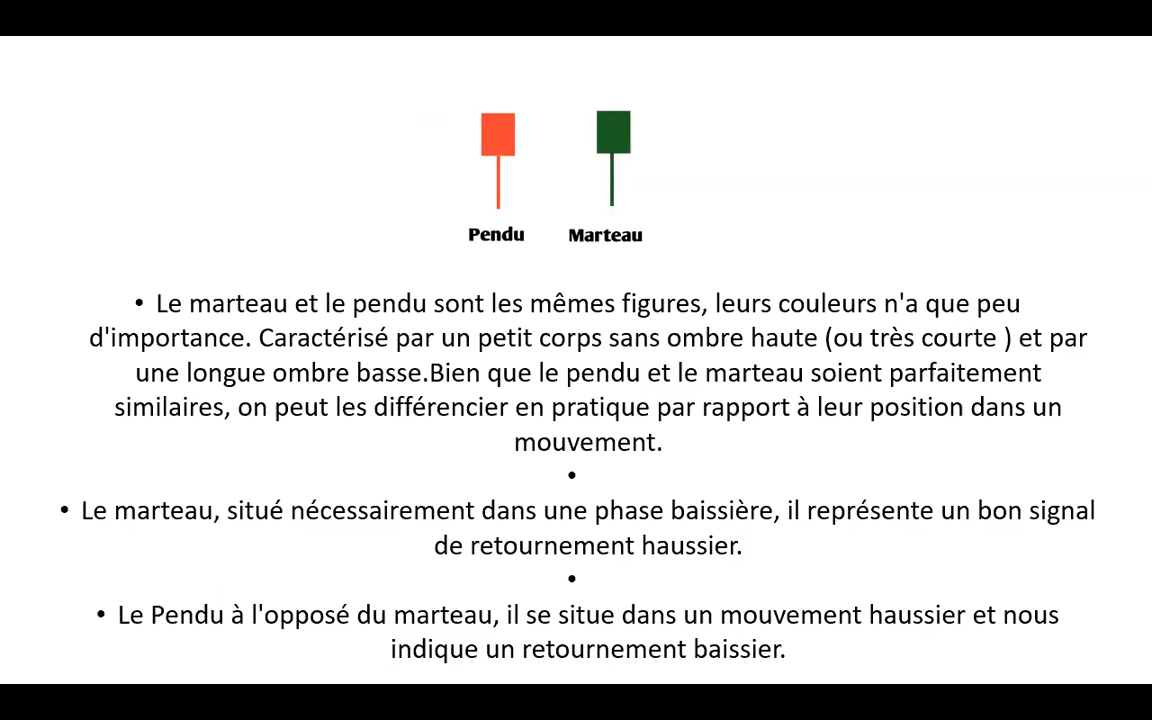 Pendu Marteau
• Le marteau et le pendu sont les mêmes figures, leurs couleurs n'a que peu
d'importance. Caractérisé par un petit corps sans ombre haute (ou très courte ) et par
une longue ombre basse.Bien que le pendu et le marteau soient parfaitement
similaires, on peut les différencier en pratique par rapport à leur position dans un
mouvement.
•
• Le marteau, situé nécessairement dans une phase baissière, il représente un bon signal
de retournement haussier.
•
• Le Pendu à l'opposé du marteau, il se situe dans un mouvement haussier et nous
indique un retournement baissier.